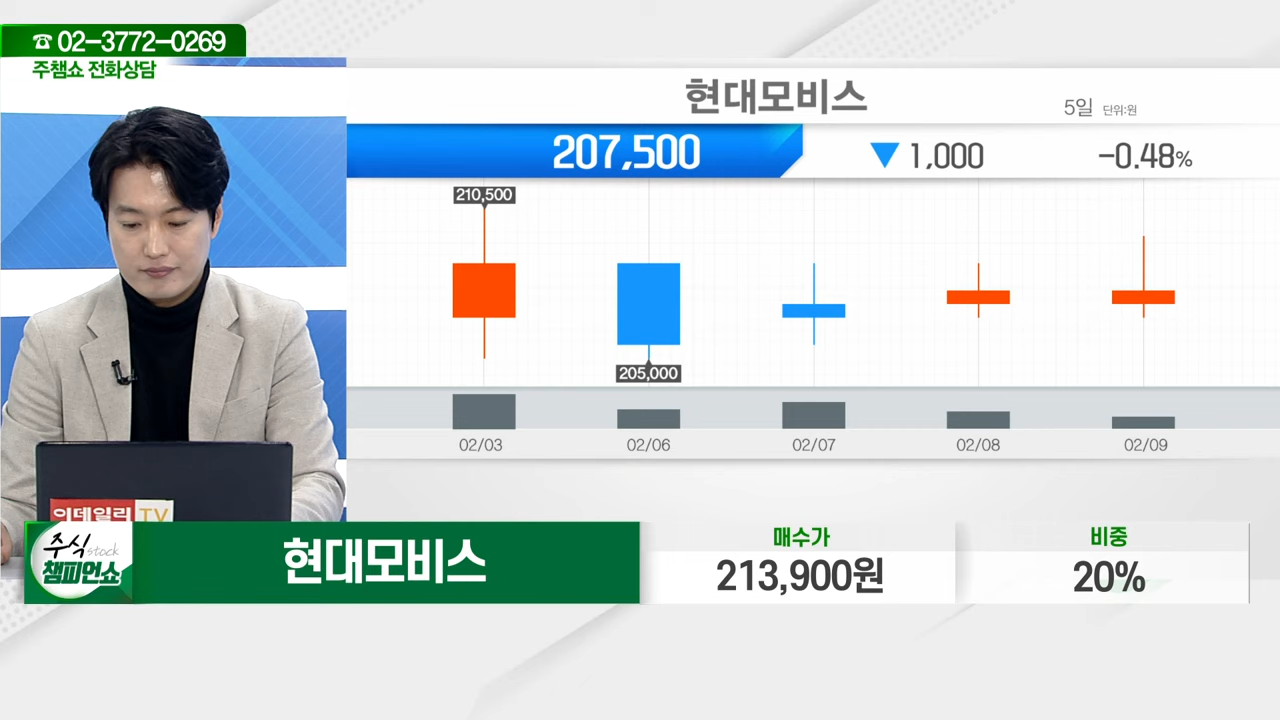 ☎ 02-3772-0269
주챔쇼 전화상담
현대모비스
5일 단위:원
207,500 ▼ 1,000 -0.48%
210,500
205,000
02/03 02/06 02/07 02/08 02/09
이데일리 TV
주식 stock
챔피언쇼
현대모비스
매수가
213,900원
비중
20%